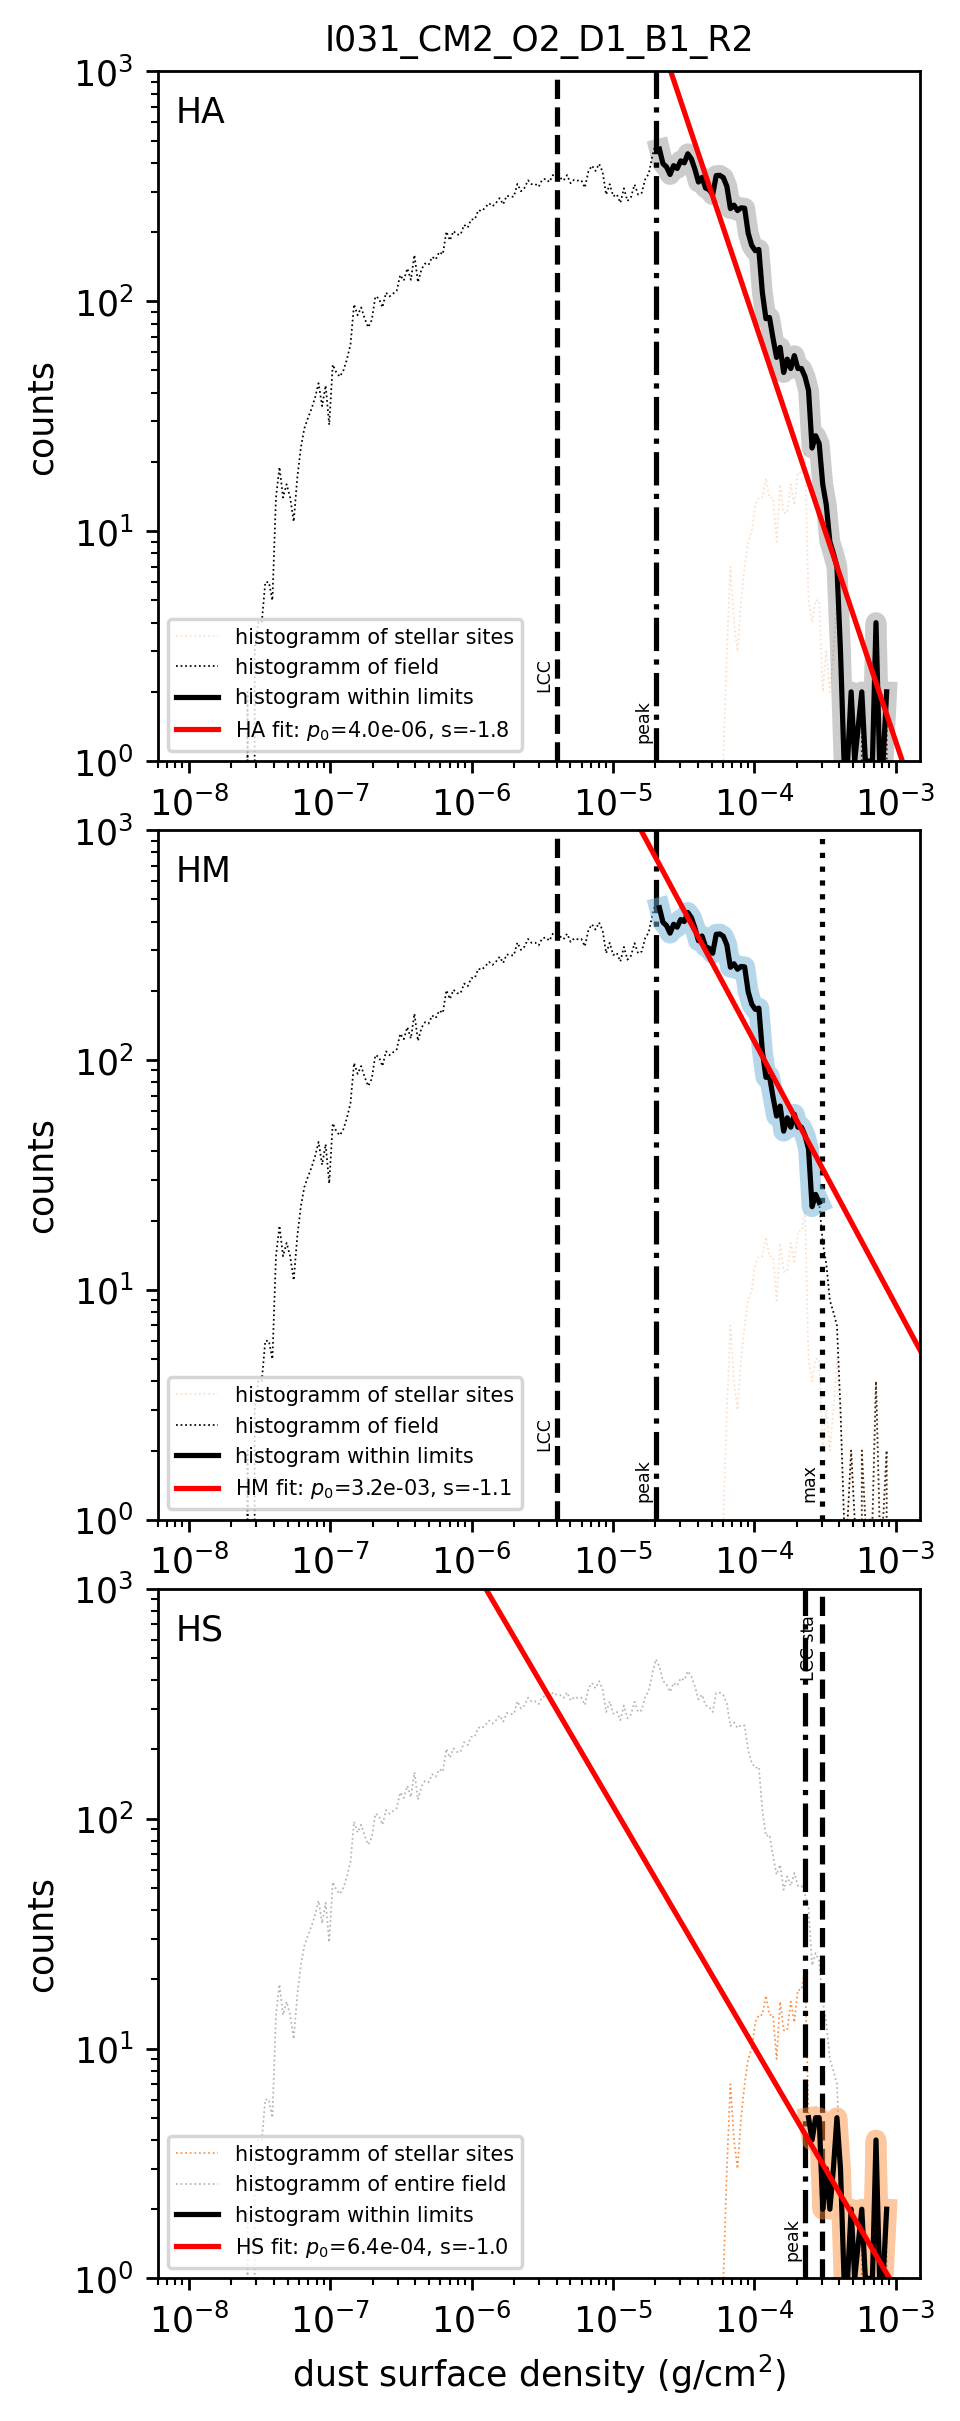 I031_CM2_O2_D1_B1_R2
10³
HA
10²
counts
10¹
histogramm of stellar sites
histogramm of field
histogram within limits
HA fit: p₀=4.0e-06, s=-1.8
LCC
peak
10⁰
10⁻⁸ 10⁻⁷ 10⁻⁶ 10⁻⁵ 10⁻⁴ 10⁻³
10³
HM
10²
counts
10¹
histogramm of stellar sites
histogramm of field
histogram within limits
HM fit: p₀=3.2e-03, s=-1.1
LCC
peak
max
10⁰
10⁻⁸ 10⁻⁷ 10⁻⁶ 10⁻⁵ 10⁻⁴ 10⁻³
10³
HS
LCC sta
10²
counts
10¹
histogramm of stellar sites
histogramm of entire field
histogram within limits
HS fit: p₀=6.4e-04, s=-1.0
peak
10⁰
10⁻⁸ 10⁻⁷ 10⁻⁶ 10⁻⁵ 10⁻⁴ 10⁻³
dust surface density (g/cm²)